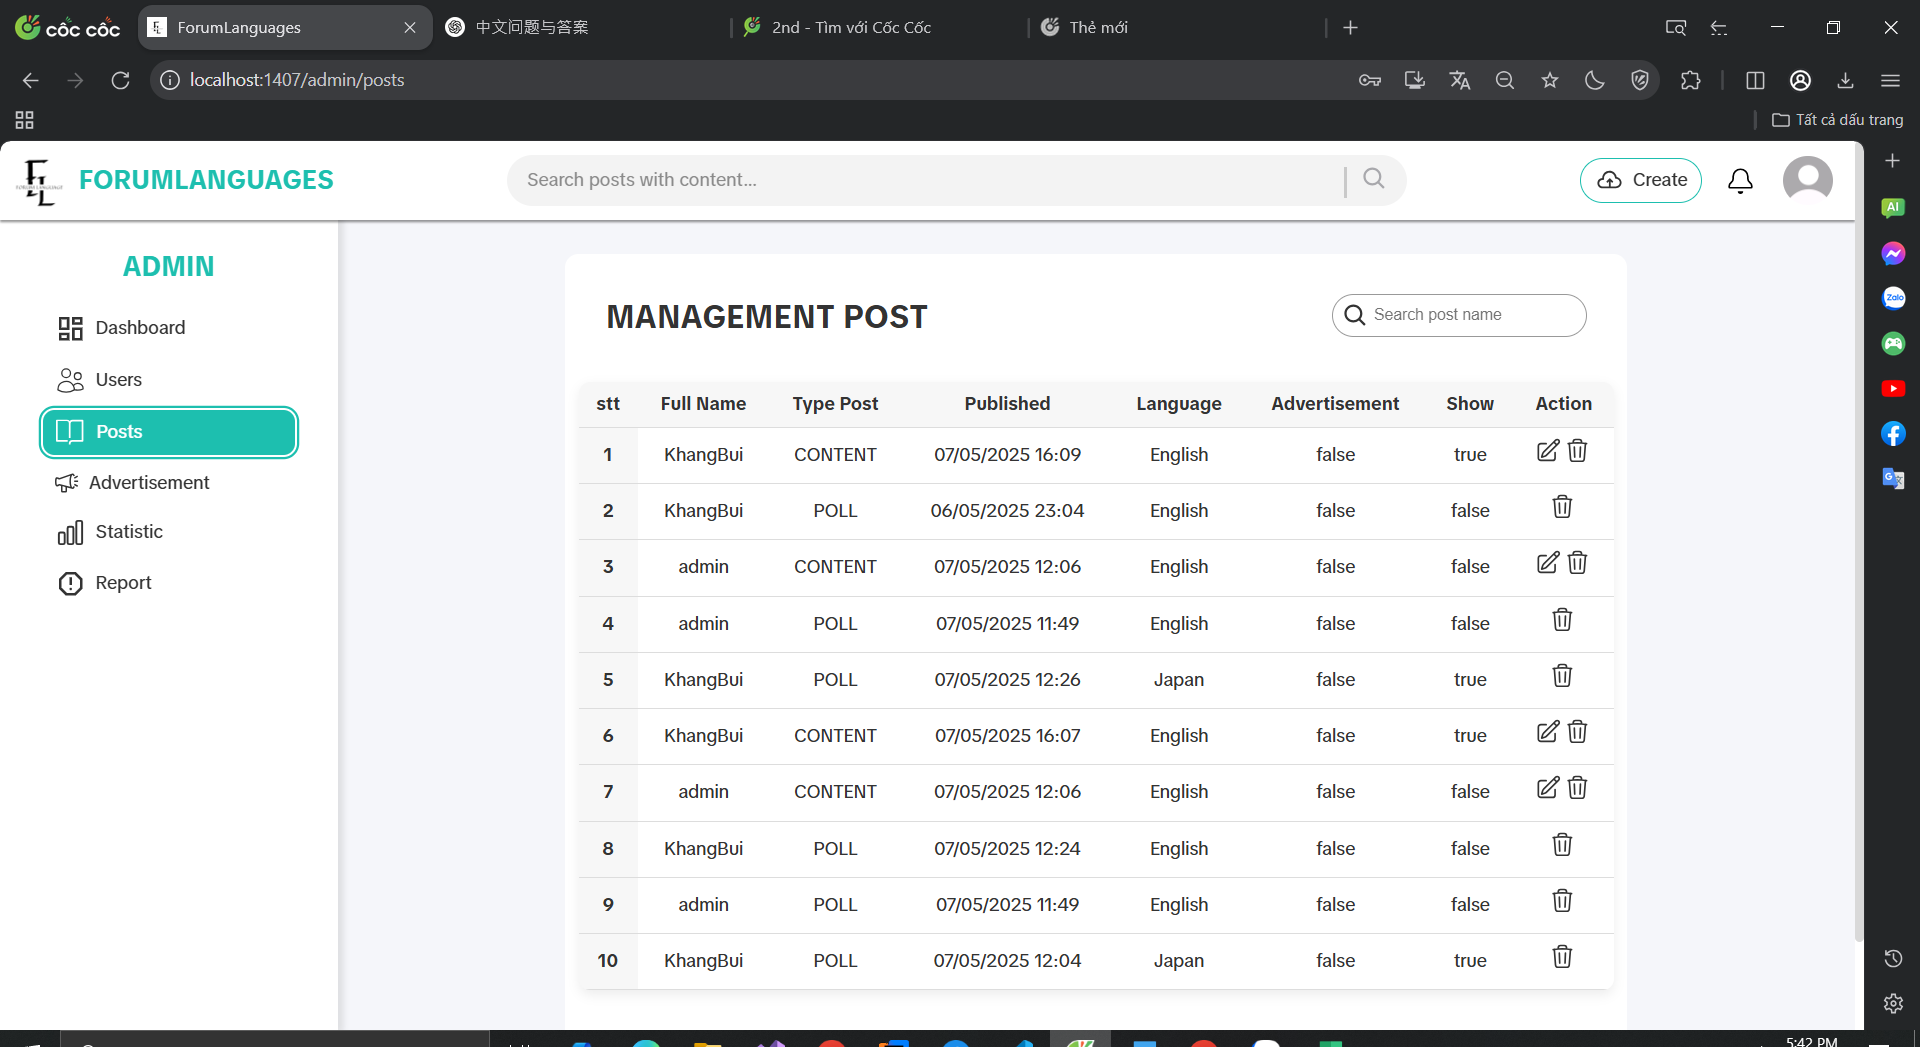 cốc cốc ForumLanguages 中文问题与答案 2nd - Tìm với Cốc Cốc Thẻ mới
localhost:1407/admin/posts
Tất cả dấu trang
FORUMLANGUAGES Search posts with content... Create
ADMIN
Dashboard
Users
Posts
Advertisement
Statistic
Report
MANAGEMENT POST Search post name
stt Full Name Type Post Published Language Advertisement Show Action
1 KhangBui CONTENT 07/05/2025 16:09 English false true
2 KhangBui POLL 06/05/2025 23:04 English false false
3 admin CONTENT 07/05/2025 12:06 English false false
4 admin POLL 07/05/2025 11:49 English false false
5 KhangBui POLL 07/05/2025 12:26 Japan false true
6 KhangBui CONTENT 07/05/2025 16:07 English false true
7 admin CONTENT 07/05/2025 12:06 English false false
8 KhangBui POLL 07/05/2025 12:24 English false false
9 admin POLL 07/05/2025 11:49 English false false
10 KhangBui POLL 07/05/2025 12:04 Japan false true
AI
Zalo
5:42 PM